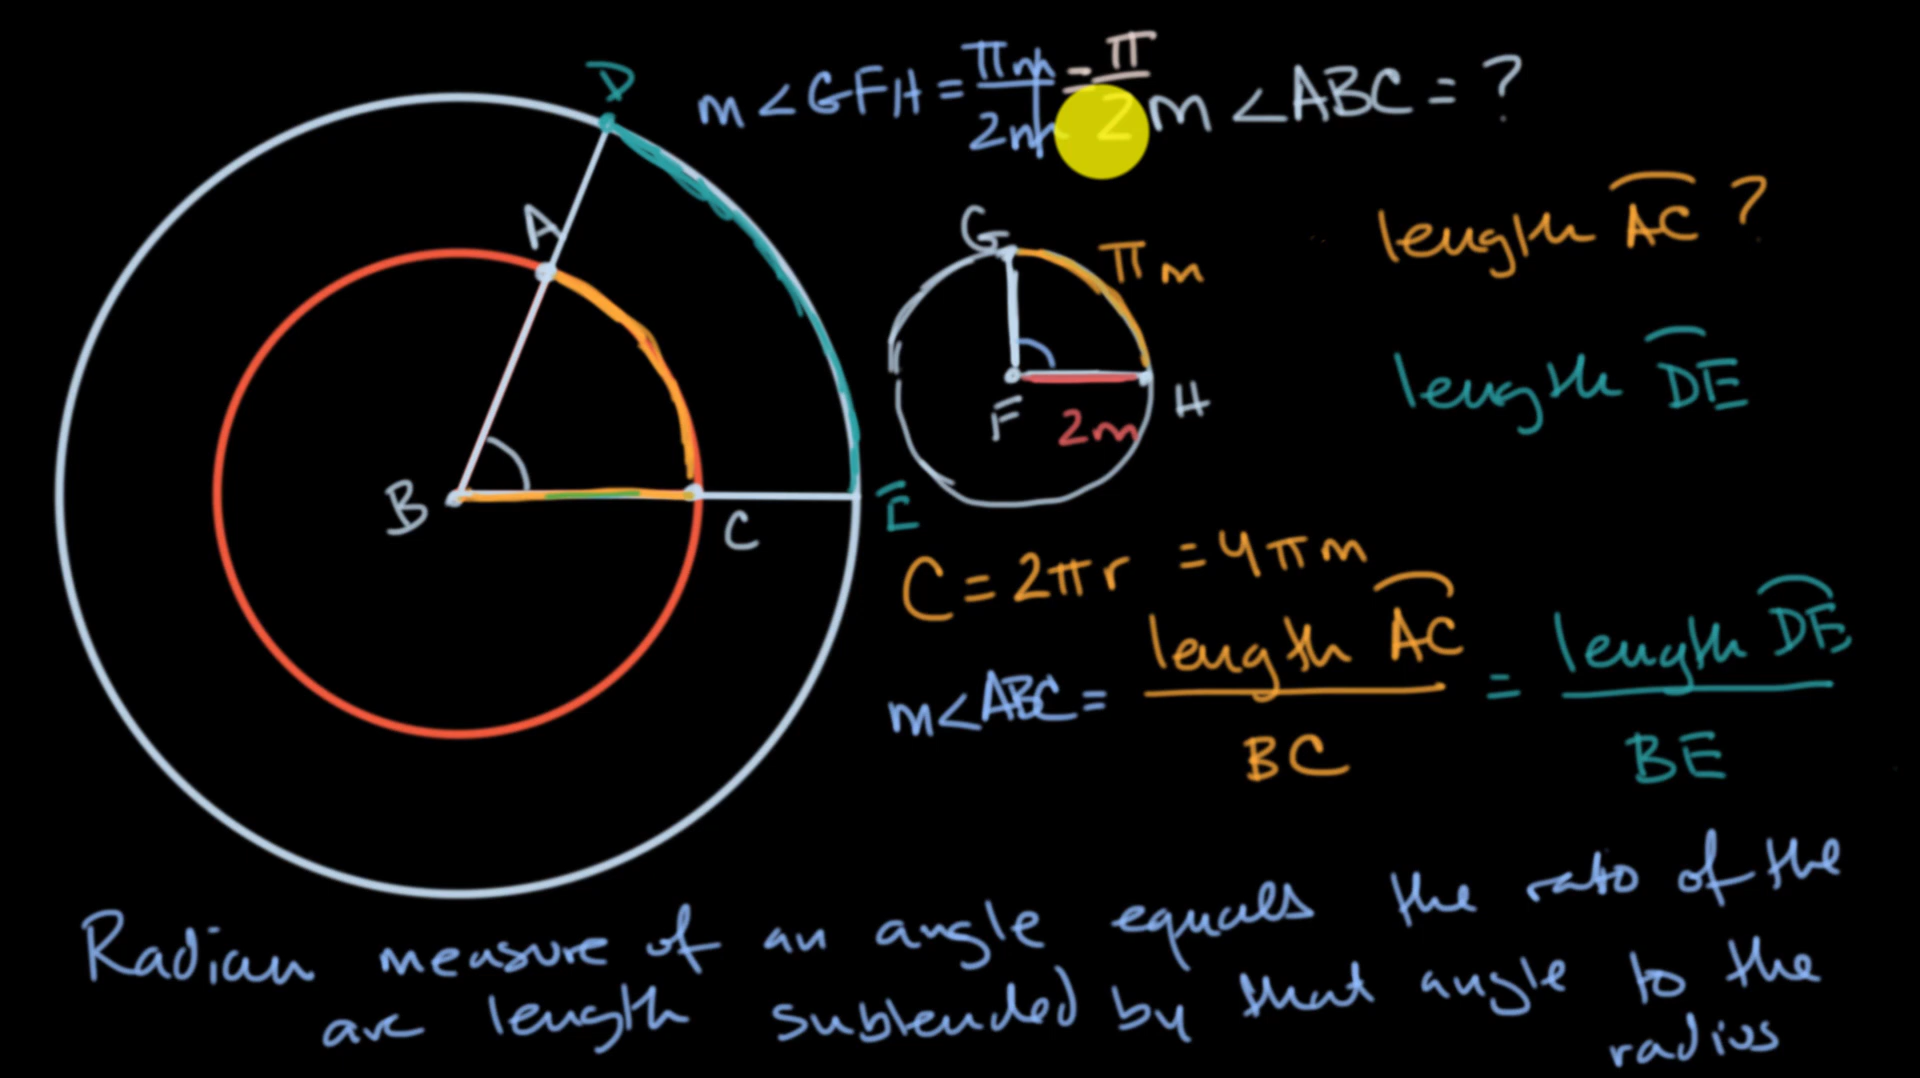 D
m∠GFH = πm/2m = π/2 m∠ABC = ?
A
G
πm
length AC ?
length DE
F
H
2m
B
C
E
C = 2πr = 4πm
m∠ABC = length AC/BC = length DE/BE
Radian measure of an angle equals the rato of the
arc length subtended by that angle to the
radius